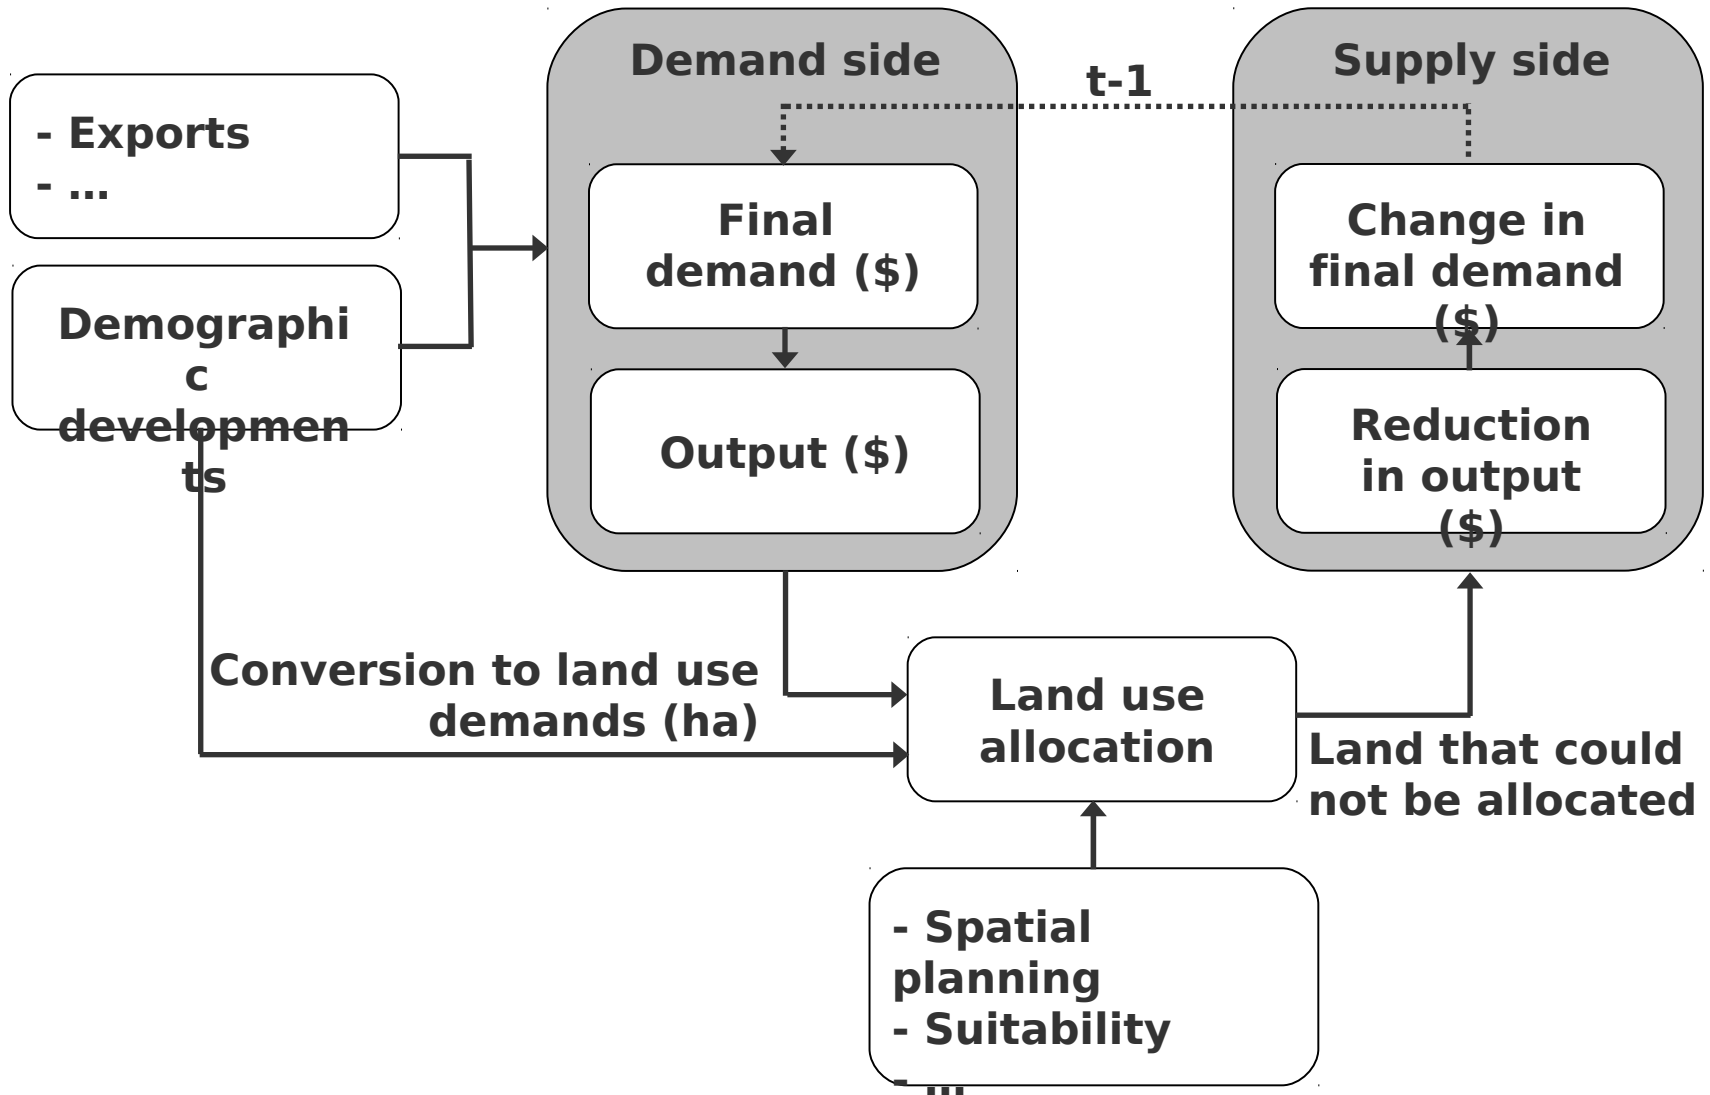 Demand side
Supply side
t-1
- Exports
- …
Final
demand ($)
Change in
final demand
($)
Demographi
c
developmen
ts
Output ($)
Reduction
in output
($)
Conversion to land use
demands (ha)
Land use
allocation
Land that could
not be allocated
- Spatial
planning
- Suitability
- …